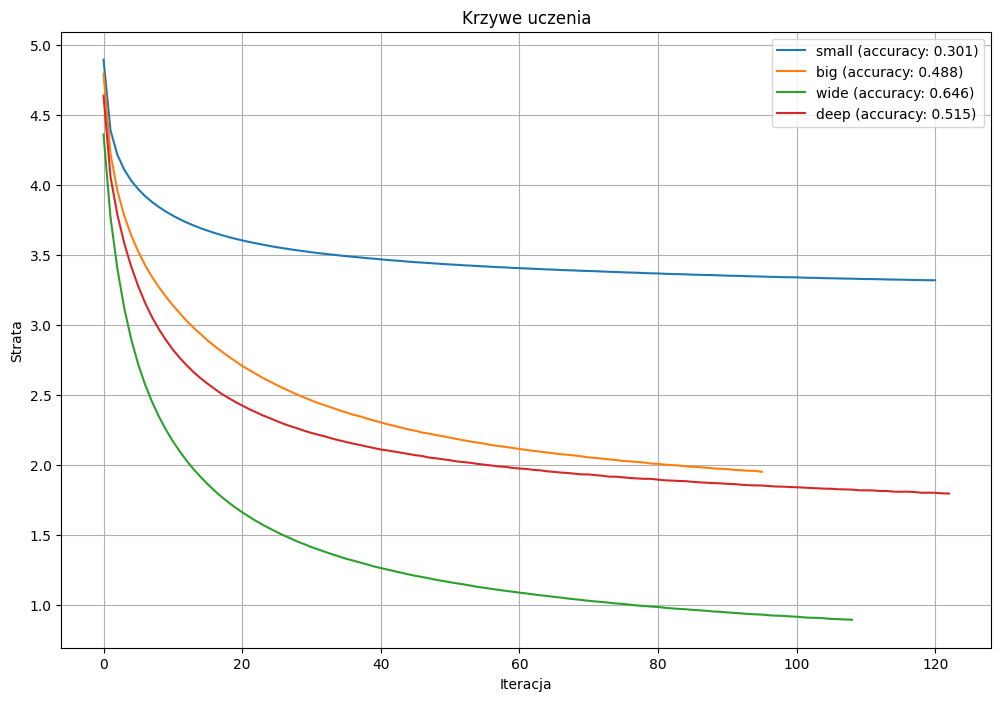 Krzywe uczenia
small (accuracy: 0.301)
big (accuracy: 0.488)
wide (accuracy: 0.646)
deep (accuracy: 0.515)
Strata
5.0
4.5
4.0
3.5
3.0
2.5
2.0
1.5
1.0
0 20 40 60 80 100 120
Iteracja